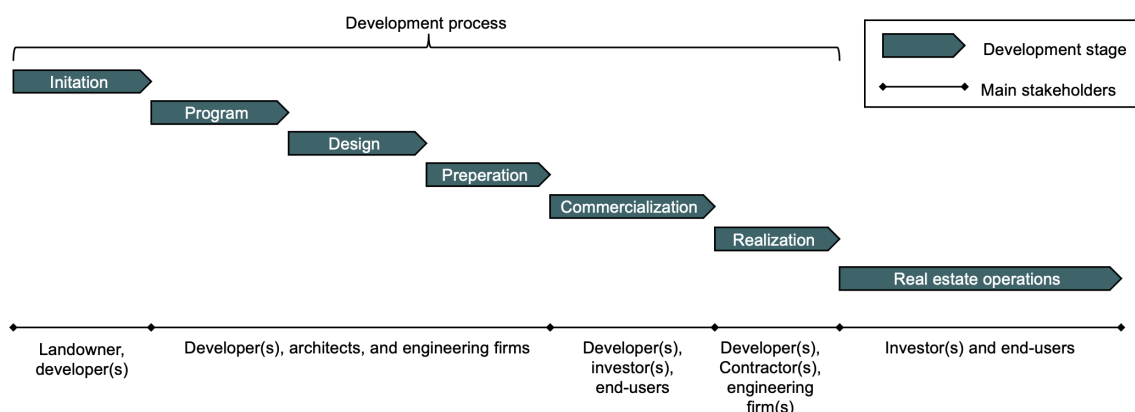 Development process
Development stage
Main stakeholders
Initation
Program
Design
Preperation
Commercialization
Realization
Real estate operations
Landowner,
developer(s)
Developer(s), architects, and engineering firms
Developer(s),
investor(s),
end-users
Developer(s),
Contractor(s),
engineering
firm(s)
Investor(s) and end-users